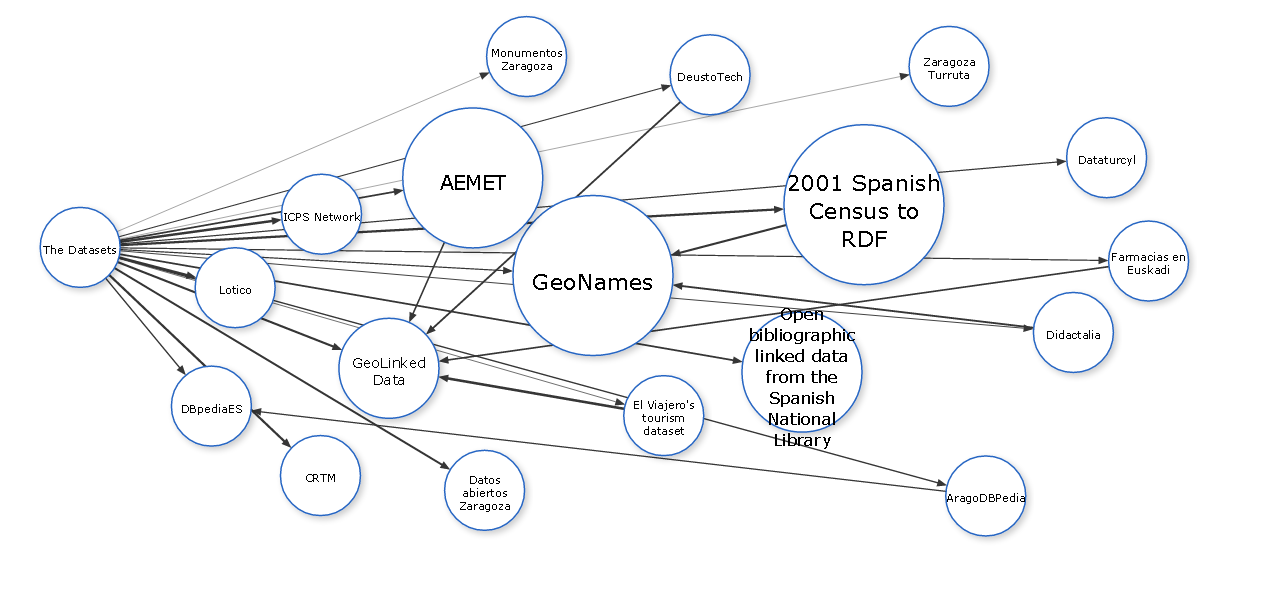 Monumentos
Zaragoza
DeustoTech
Zaragoza
Turruta
Dataturcyl
AEMET
2001 Spanish
Census to
RDF
ICPS Network
The Datasets
Farmacias en
Euskadi
Lotico
GeoNames
Didactalia
Open
bibliographic
linked data
from the
Spanish
National
Library
GeoLinked
Data
DBpediaES
El Viajero's
tourism
dataset
CRTM
Datos
abiertos
Zaragoza
AragoDBPedia